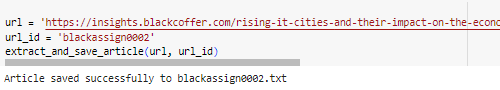 url = 'https://insights.blackcoffer.com/rising-it-cities-and-their-impact-on-the-econo
url_id = 'blackassign0002'
extract_and_save_article(url, url_id)
Article saved successfully to blackassign0002.txt